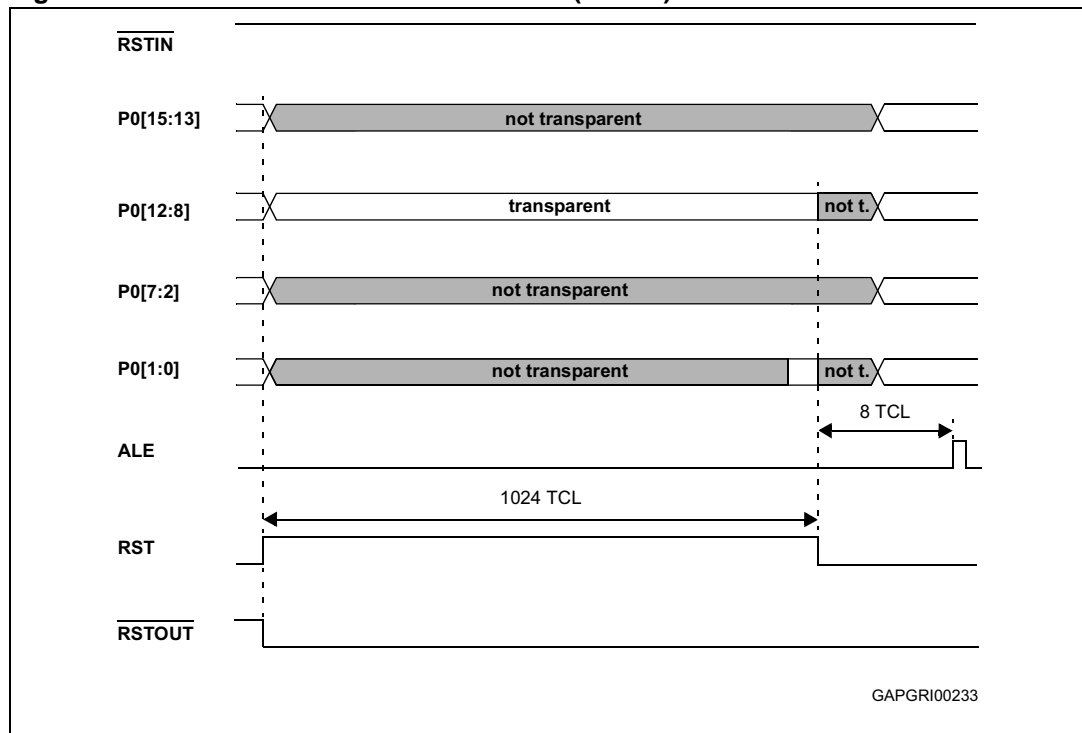 RSTIN
P0[15:13]
not transparent
P0[12:8]
transparent
not t.
P0[7:2]
not transparent
P0[1:0]
not transparent
not t.
8 TCL
ALE
1024 TCL
RST
RSTOUT
GAPGRI00233